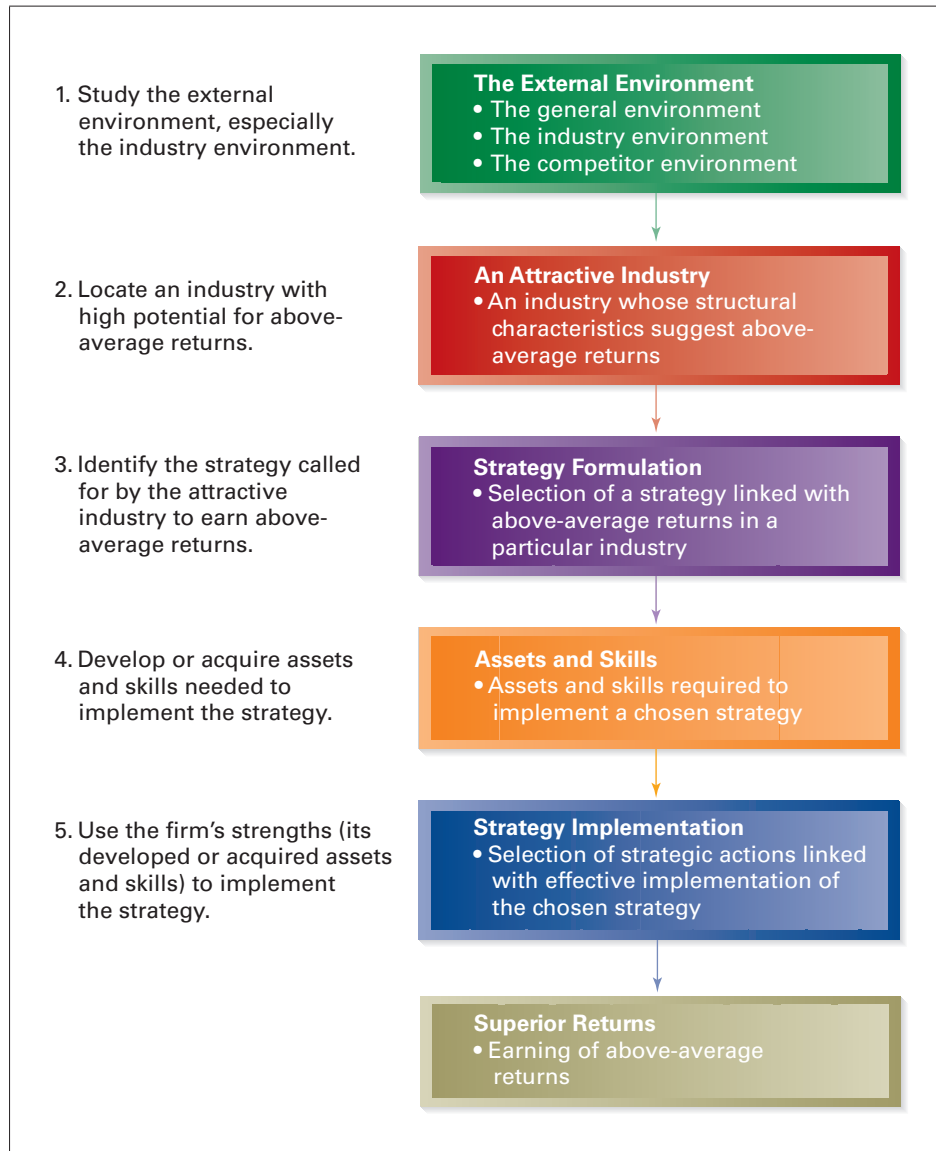 1. Study the external
environment, especially
the industry environment.
The External Environment
• The general environment
• The industry environment
• The competitor environment
2. Locate an industry with
high potential for above-
average returns.
An Attractive Industry
• An industry whose structural
characteristics suggest above-
average returns
3. Identify the strategy called
for by the attractive
industry to earn above-
average returns.
Strategy Formulation
• Selection of a strategy linked with
above-average returns in a
particular industry
4. Develop or acquire assets
and skills needed to
implement the strategy.
Assets and Skills
• Assets and skills required to
implement a chosen strategy
5. Use the firm’s strengths (its
developed or acquired assets
and skills) to implement
the strategy.
Strategy Implementation
• Selection of strategic actions linked
with effective implementation of
the chosen strategy
Superior Returns
• Earning of above-average
returns